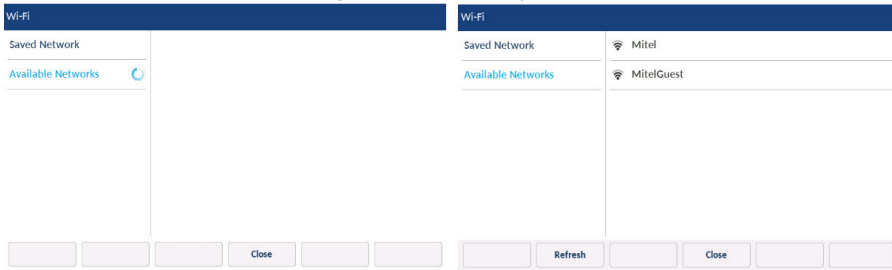 Wi-Fi
Saved Network
Available Networks
Close
Wi-Fi
Saved Network
Mitel
Available Networks
MitelGuest
Refresh
Close